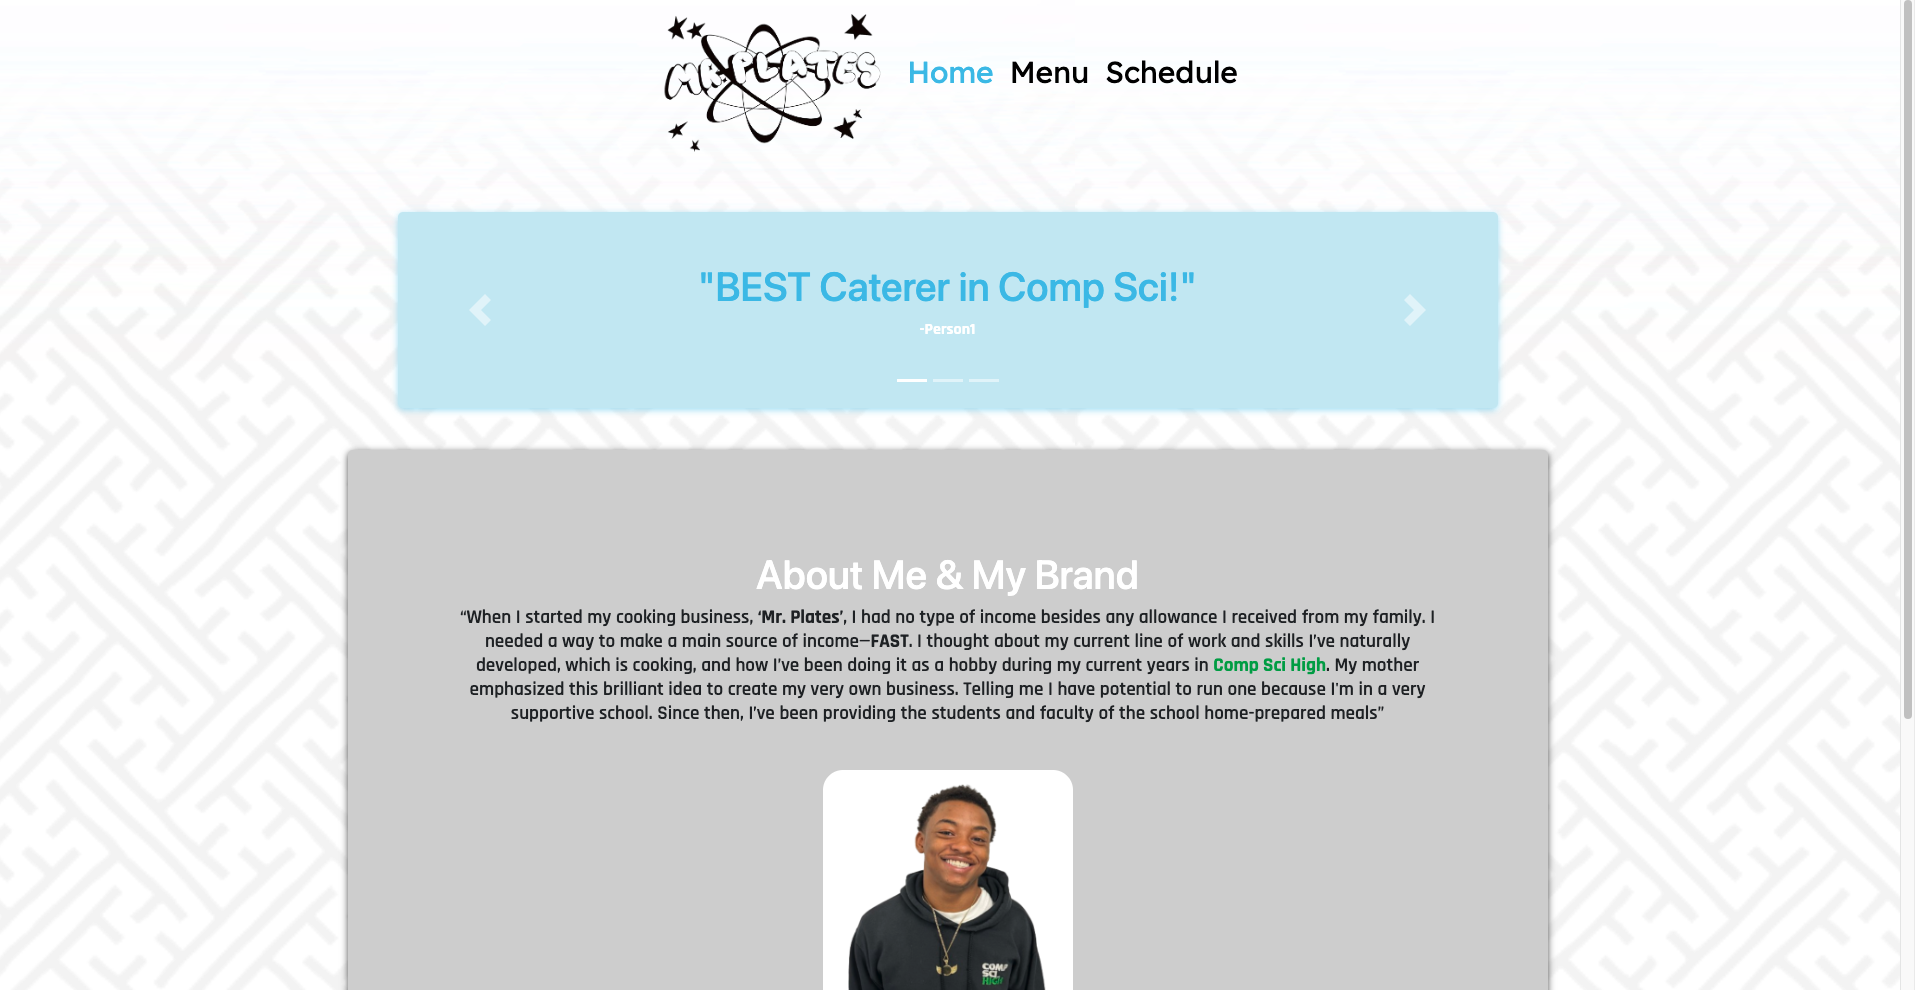 MR. PLATES
Home Menu Schedule
"BEST Caterer in Comp Sci!"
-Person1
About Me & My Brand
“When I started my cooking business, ‘Mr. Plates’, I had no type of income besides any allowance I received from my family. I
needed a way to make a main source of income—FAST. I thought about my current line of work and skills I’ve naturally
developed, which is cooking, and how I’ve been doing it as a hobby during my current years in Comp Sci High. My mother
emphasized this brilliant idea to create my very own business. Telling me I have potential to run one because I'm in a very
supportive school. Since then, I’ve been providing the students and faculty of the school home-prepared meals”
COMP
SCI
HIGH